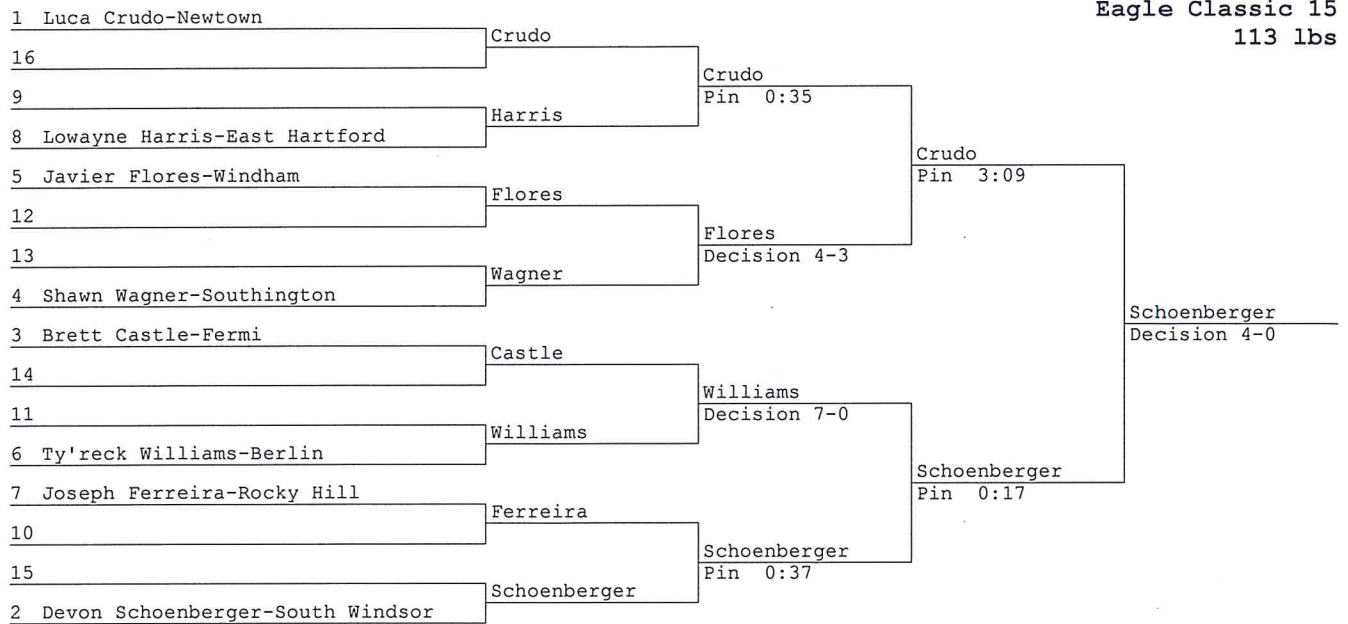 Eagle Classic 15
113 lbs
1 Luca Crudo-Newtown
Crudo
16
Crudo
Pin 0:35
9
Harris
8 Lowayne Harris-East Hartford
Crudo
Pin 3:09
5 Javier Flores-Windham
Flores
12
Flores
Decision 4-3
13
Wagner
4 Shawn Wagner-Southington
Schoenberger
Decision 4-0
3 Brett Castle-Fermi
Castle
14
Williams
Decision 7-0
11
Williams
6 Ty'reck Williams-Berlin
Schoenberger
Pin 0:17
7 Joseph Ferreira-Rocky Hill
Ferreira
10
Schoenberger
Pin 0:37
15
Schoenberger
2 Devon Schoenberger-South Windsor